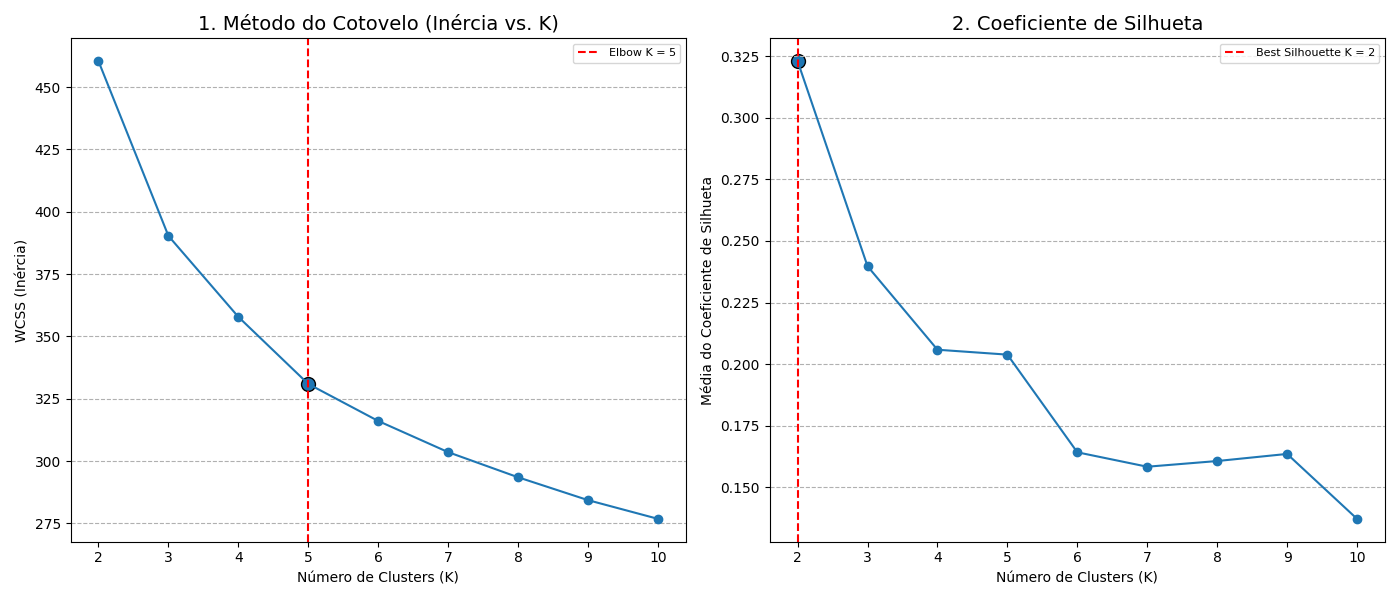 1. Método do Cotovelo (Inércia vs. K)
Elbow K = 5
WCSS (Inércia)
450
425
400
375
350
325
300
275
2 3 4 5 6 7 8 9 10
Número de Clusters (K)
2. Coeficiente de Silhueta
Best Silhouette K = 2
Média do Coeficiente de Silhueta
0.325
0.300
0.275
0.250
0.225
0.200
0.175
0.150
2 3 4 5 6 7 8 9 10
Número de Clusters (K)